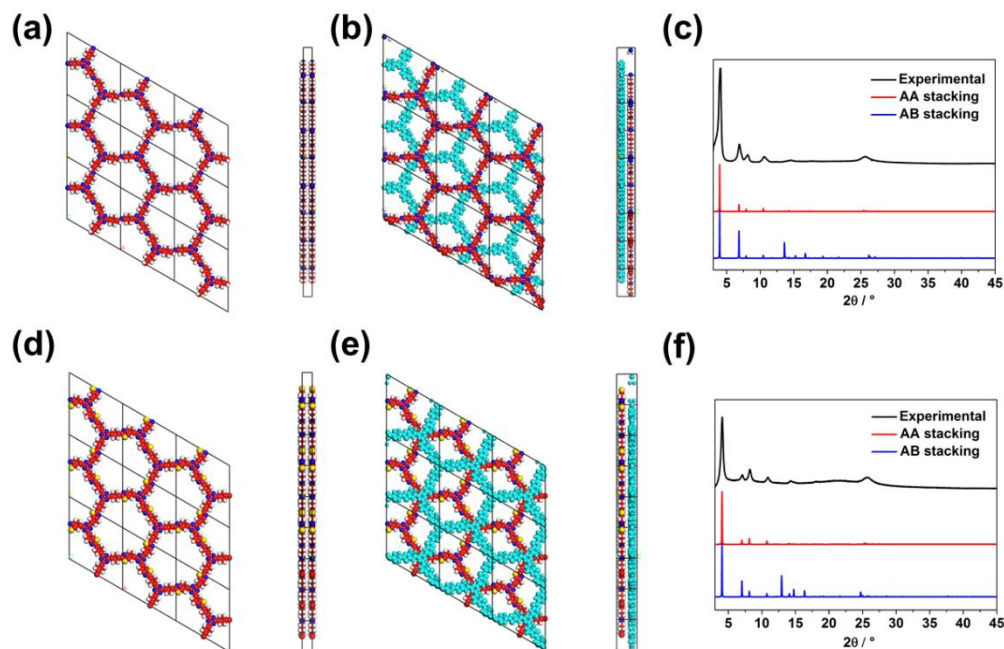 (a)
(b)
(c)
Experimental
AA stacking
AB stacking
5 10 15 20 25 30 35 40 45
2θ / °
(d)
(e)
(f)
Experimental
AA stacking
AB stacking
5 10 15 20 25 30 35 40 45
2θ / °